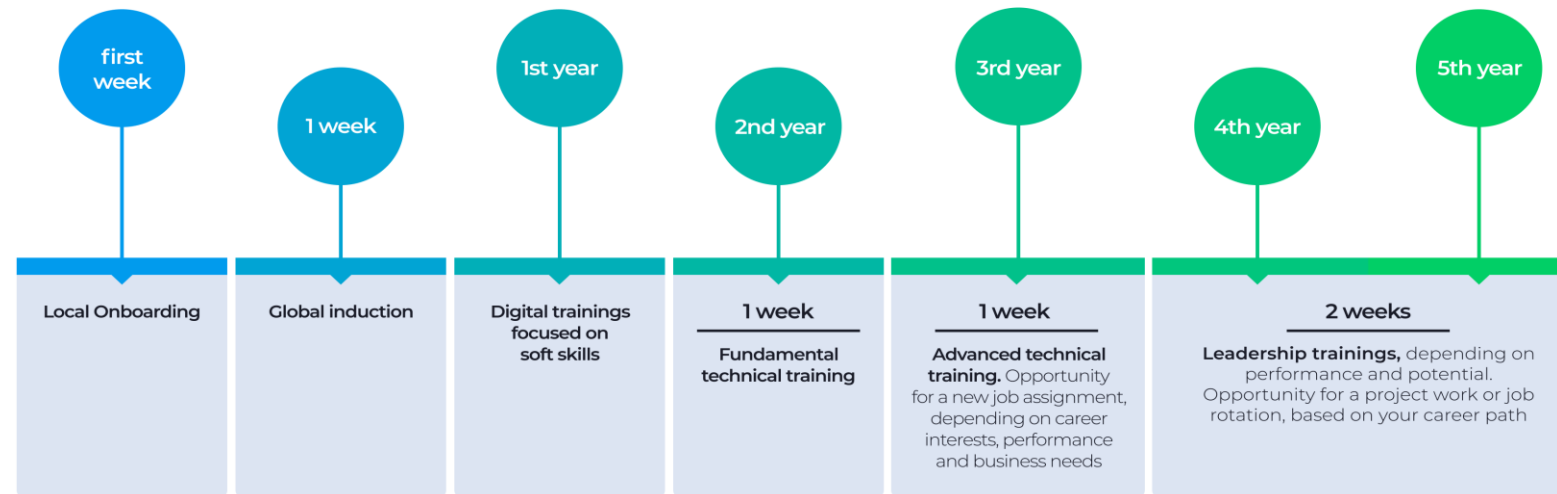 first
week
1 week
1st year
2nd year
3rd year
4th year
5th year
Local Onboarding
Global induction
Digital trainings
focused on
soft skills
1 week
Fundamental
technical training
1 week
Advanced technical
training. Opportunity
for a new job assignment,
depending on career
interests, performance
and business needs
2 weeks
Leadership trainings, depending on
performance and potential.
Opportunity for a project work or job
rotation, based on your career path